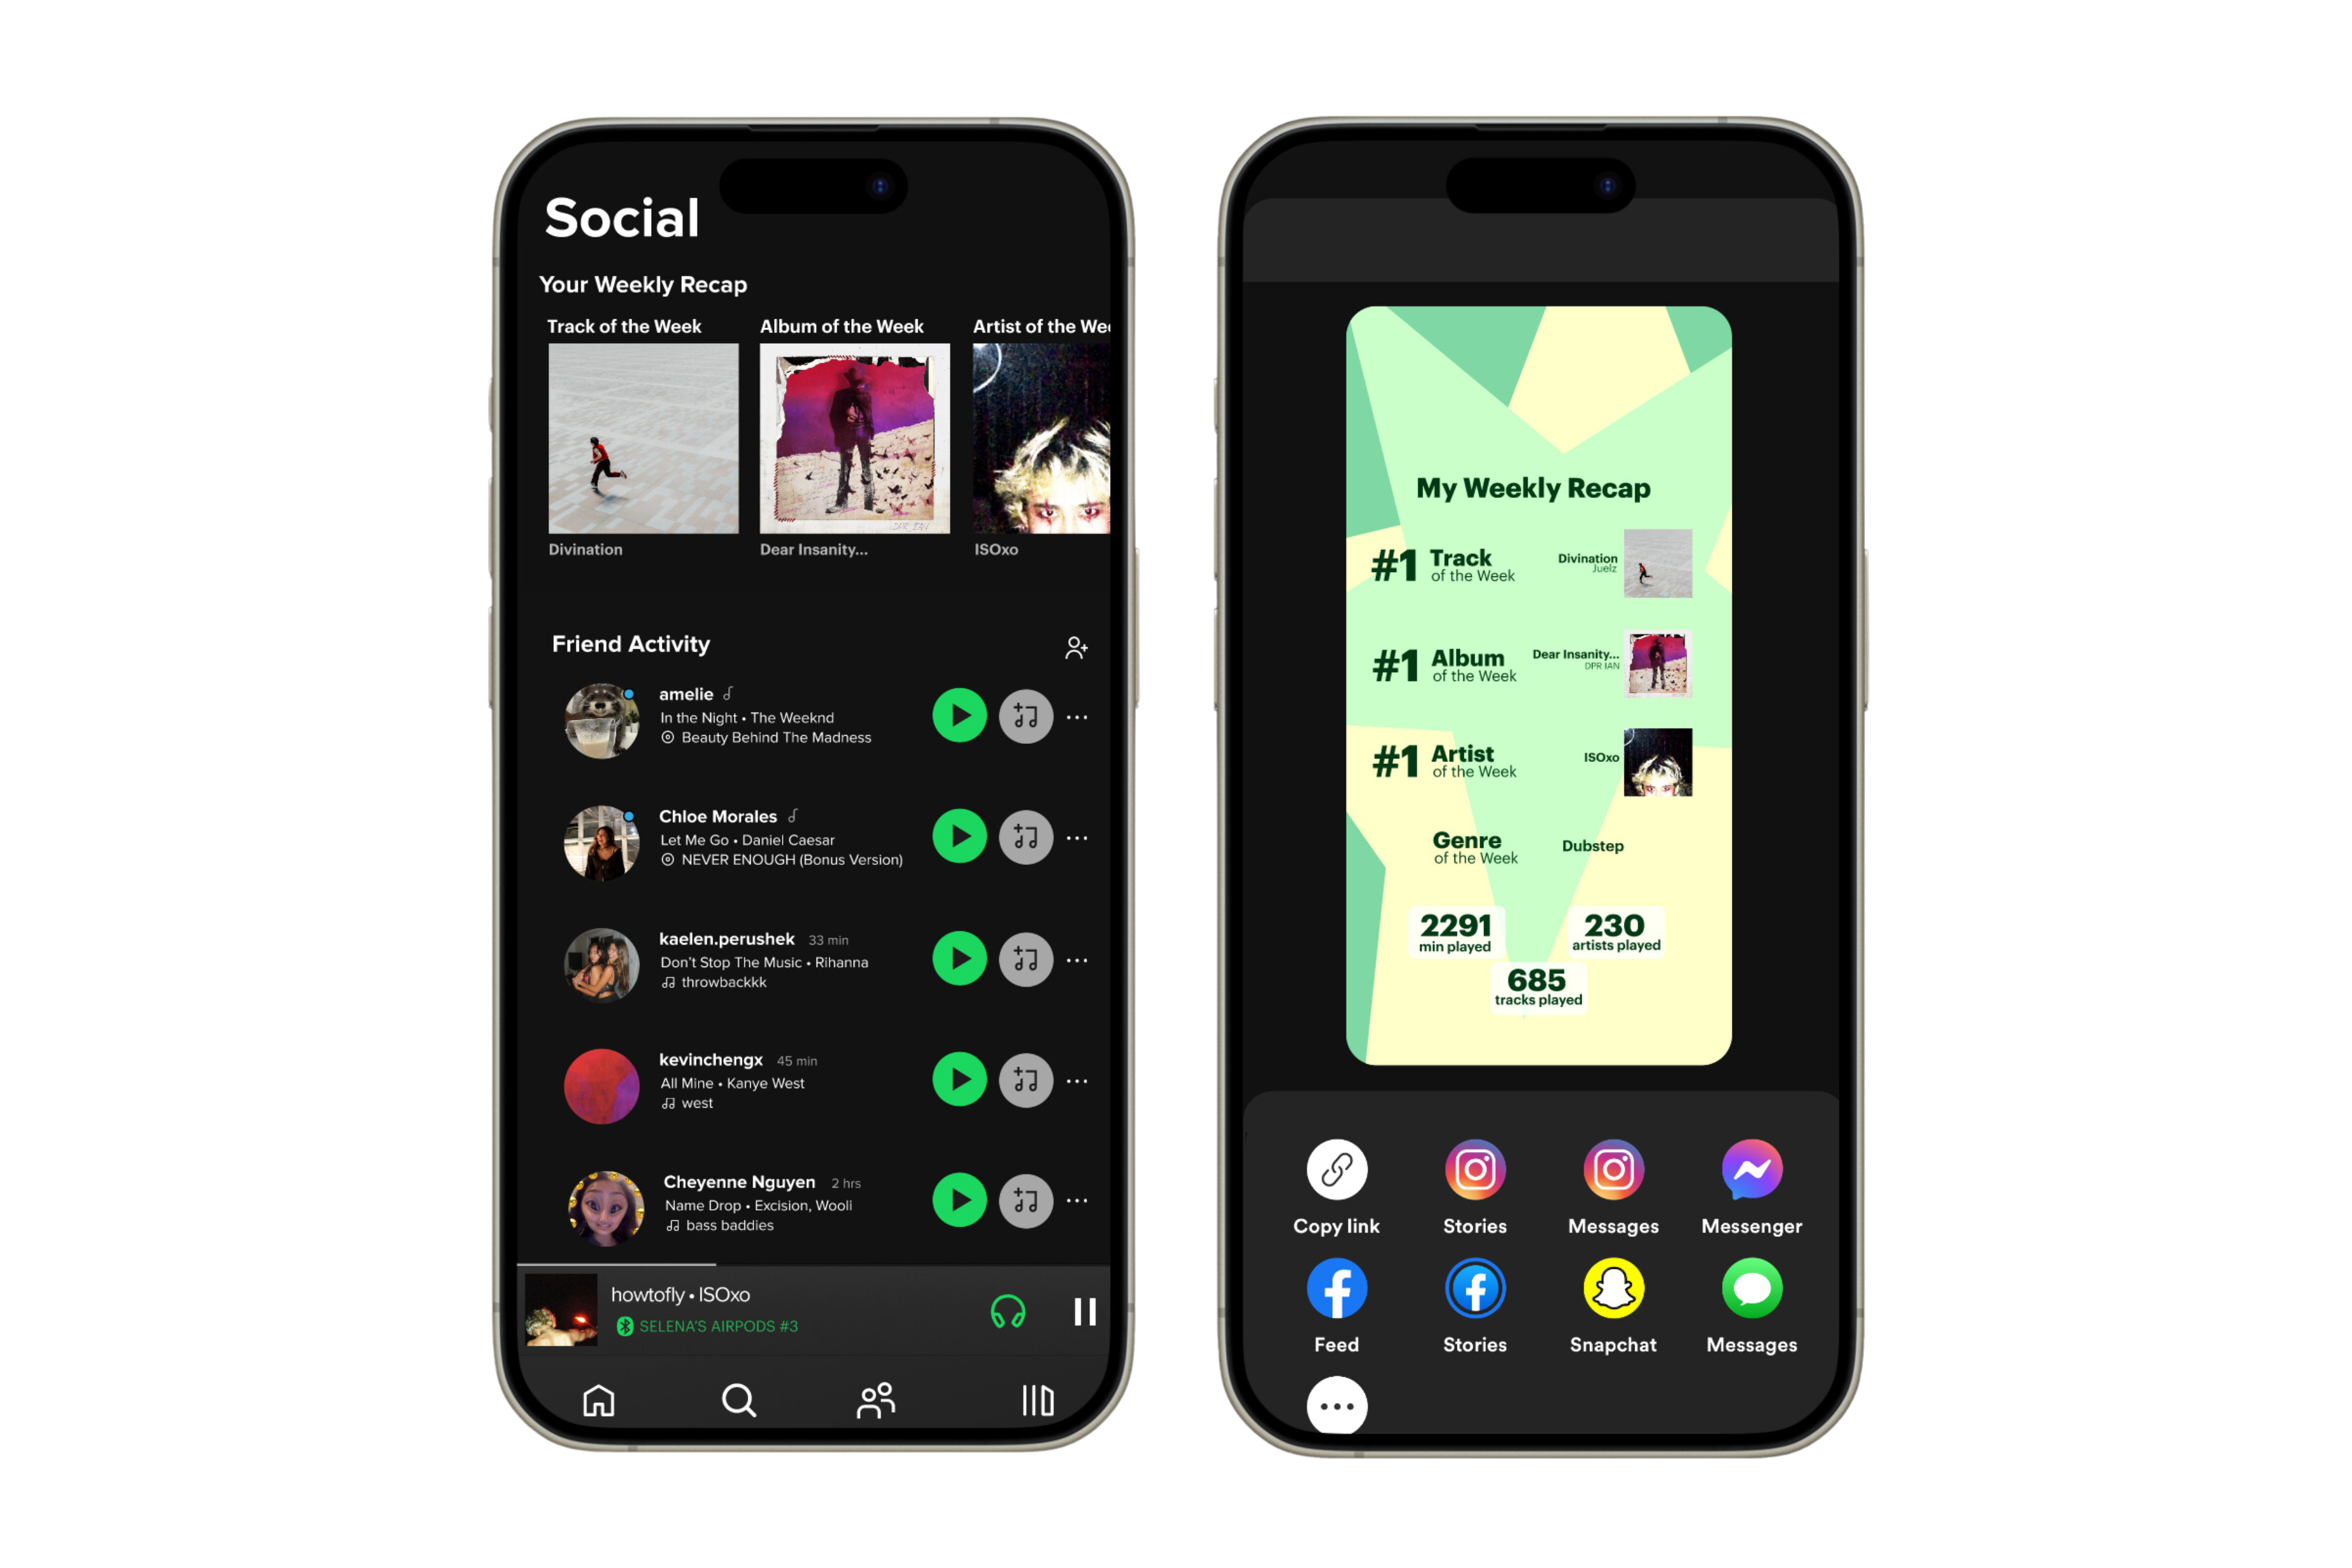 Social
Your Weekly Recap
Track of the Week
Album of the Week
Artist of the We
Divination
Dear Insanity...
ISOxo
Friend Activity
amelie
In the Night • The Weeknd
Beauty Behind The Madness
Chloe Morales
Let Me Go • Daniel Caesar
NEVER ENOUGH (Bonus Version)
kaelen.perushek 33 min
Don't Stop The Music • Rihanna
throwbackkk
kevinchengx 45 min
All Mine • Kanye West
west
Cheyenne Nguyen 2 hrs
Name Drop • Excision, Wooli
bass baddies
howtofly • ISOxo
SELENA'S AIRPODS #3
My Weekly Recap
#1 Track
of the Week
Divination
Juelz
#1 Album
of the Week
Dear Insanity...
DPR IAN
#1 Artist
of the Week
ISOxo
Genre
of the Week
Dubstep
2291
min played
230
artists played
685
tracks played
Copy link
Stories
Messages
Messenger
Feed
Stories
Snapchat
Messages